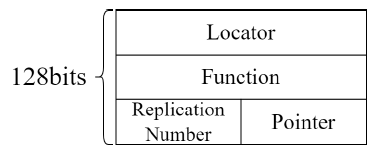 128bits
Locator
Function
Replication
Number
Pointer